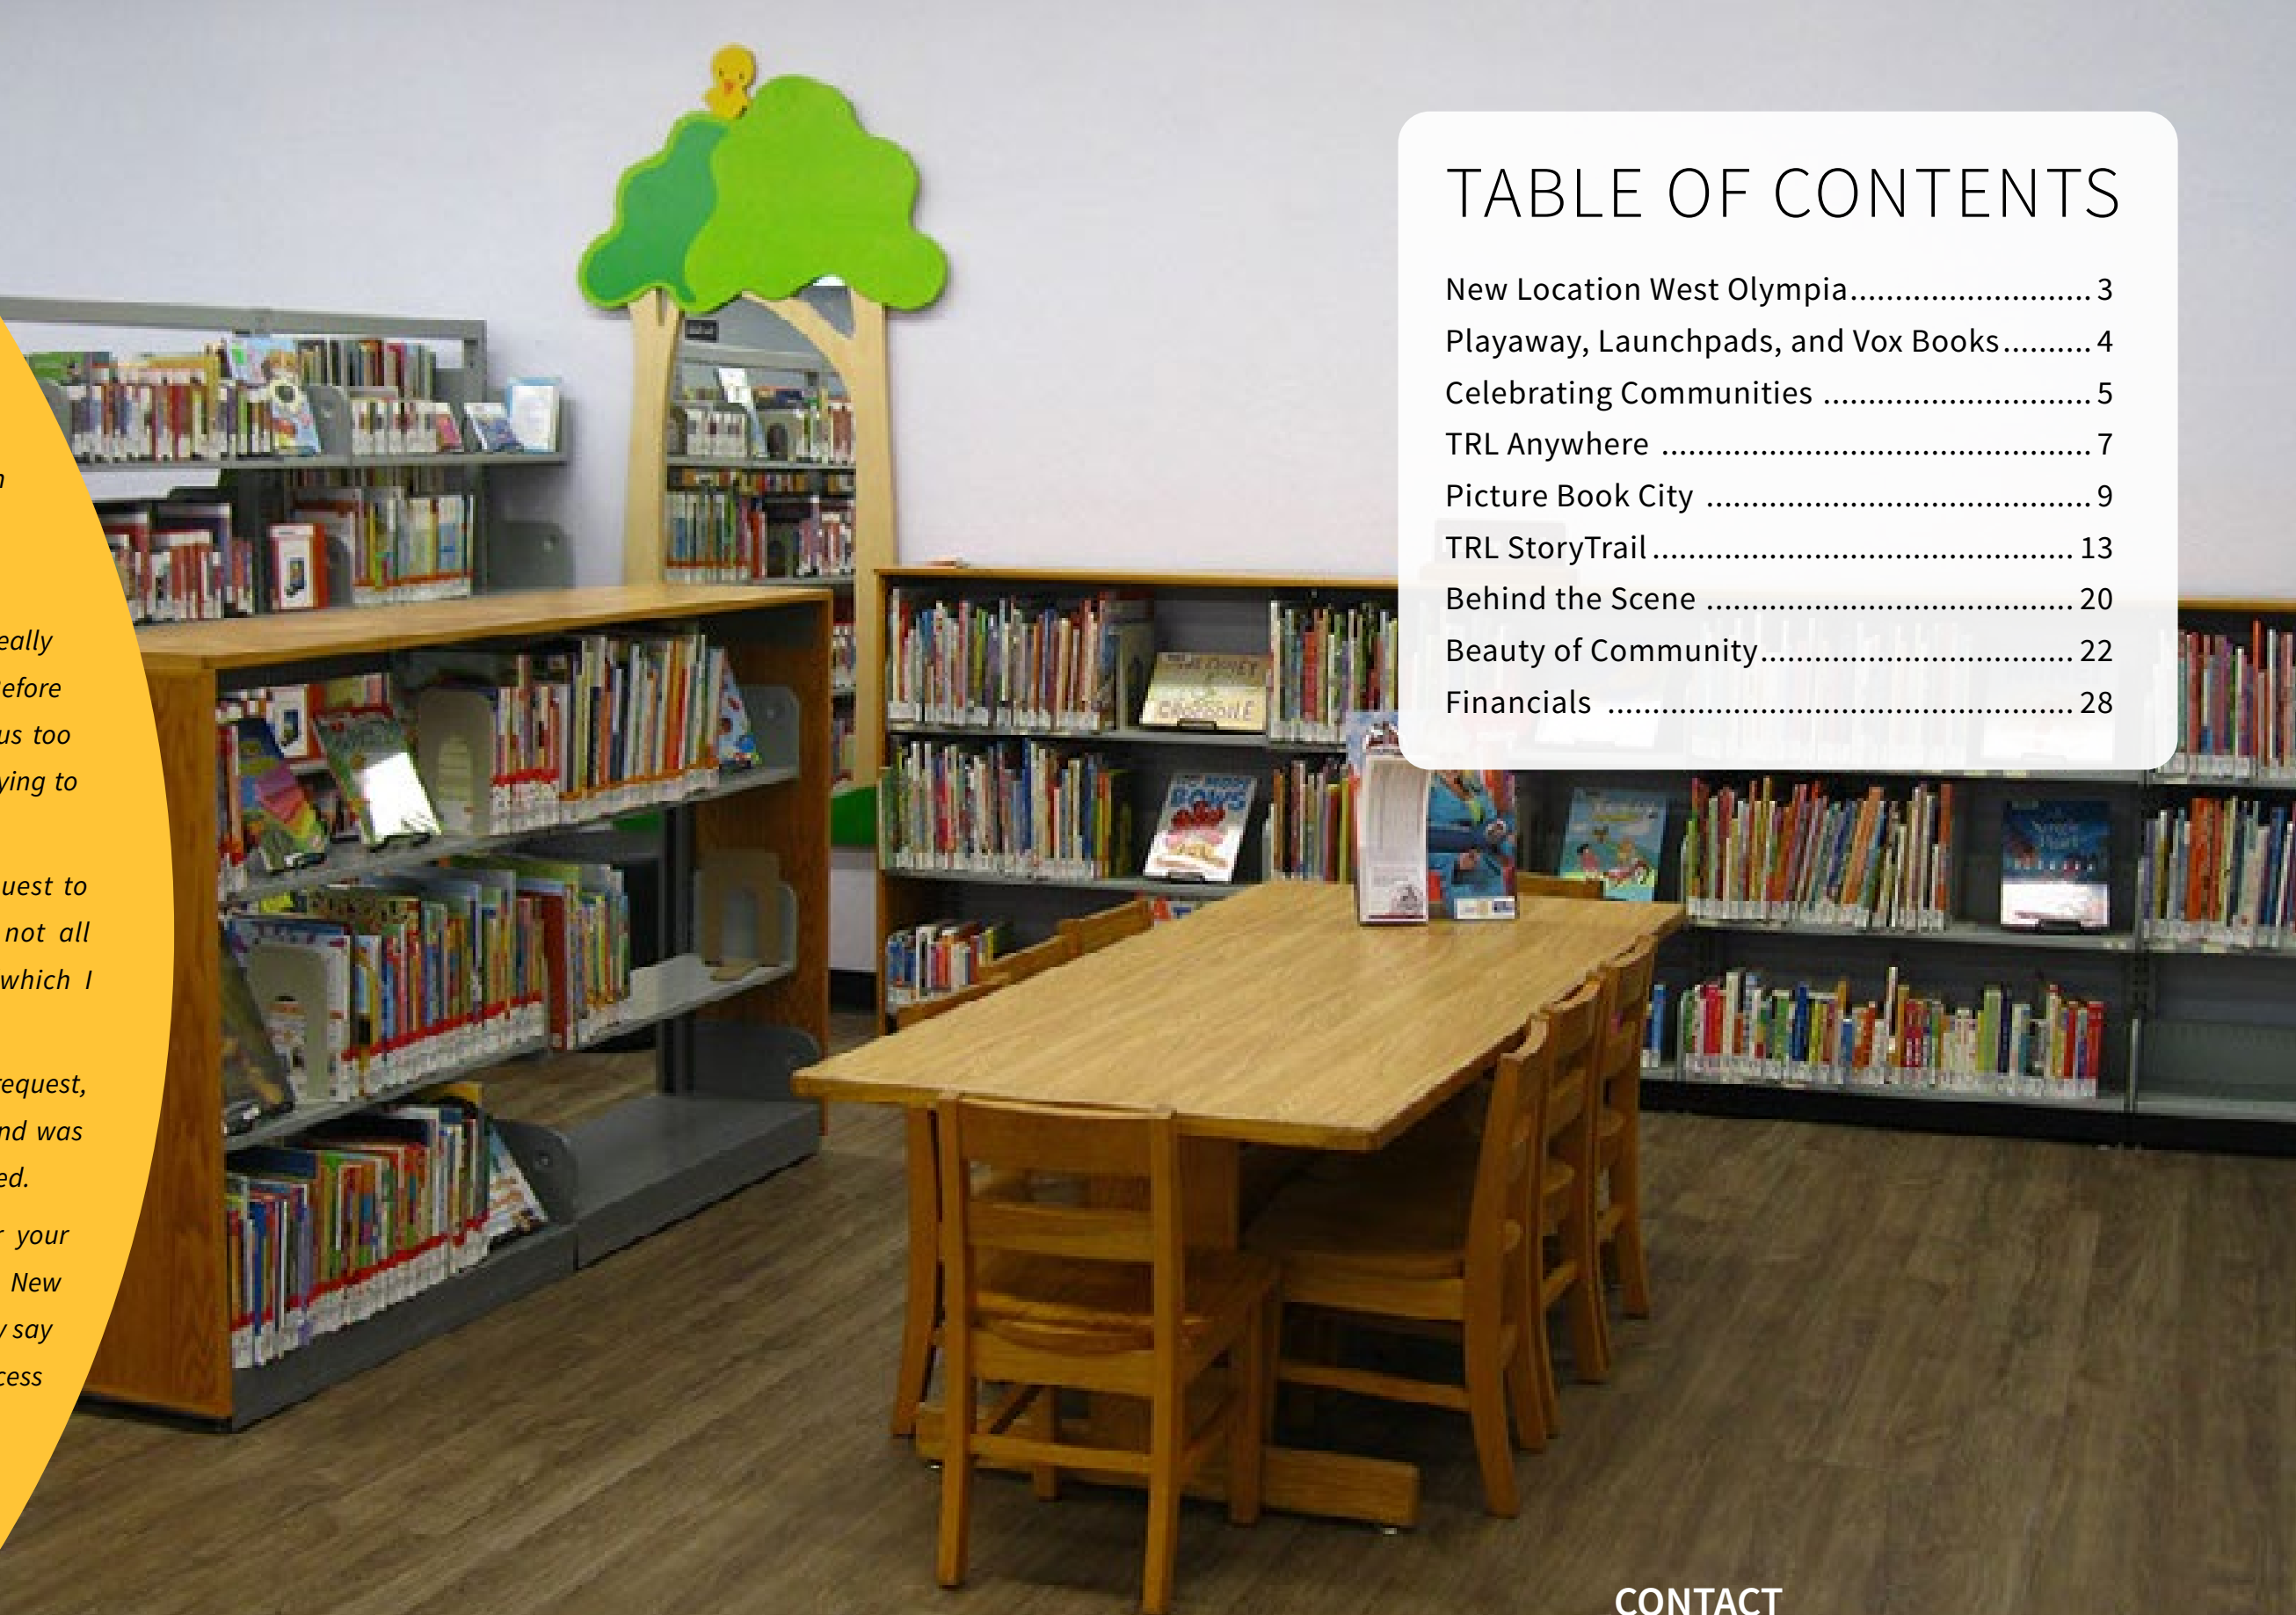 n
eally
efore
us too
ying to
uest to
not all
which I
request,
nd was
ed.
r your
New
y say
cess
TABLE OF CONTENTS
New Location West Olympia........................... 3
Playaway, Launchpads, and Vox Books.......... 4
Celebrating Communities .............................. 5
TRL Anywhere ................................................ 7
Picture Book City ........................................... 9
TRL StoryTrail ............................................... 13
Behind the Scene ......................................... 20
Beauty of Community................................... 22
Financials .................................................... 28
BOWS
CONTACT